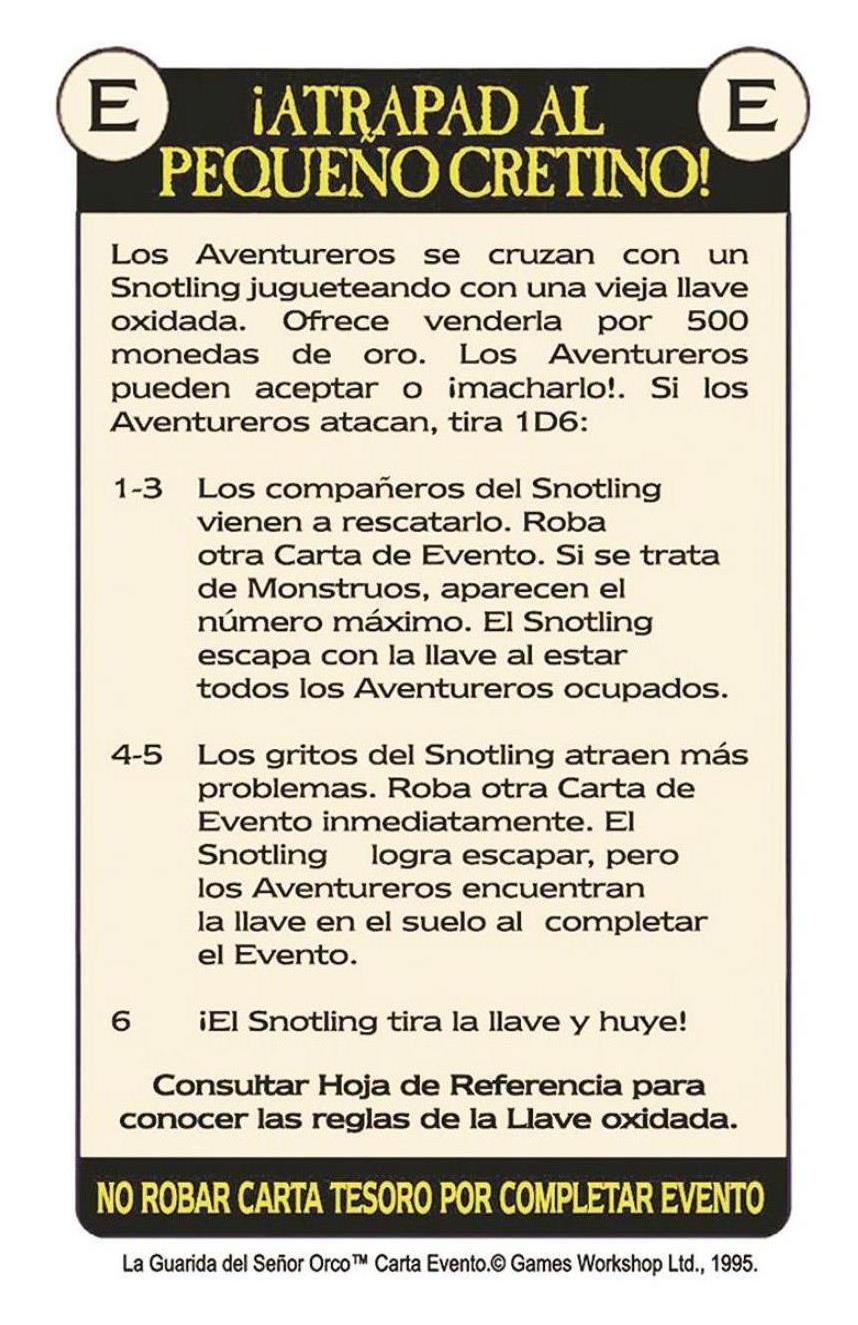 E
E
¡ATRAPAD AL
PEQUEÑO CRETINO!
Los Aventureros se cruzan con un
Snotling jugueteando con una vieja llave
oxidada. Ofrece venderla por 500
monedas de oro. Los Aventureros
pueden aceptar o ¡macharlo!. Si los
Aventureros atacan, tira 1D6:
1-3 Los compañeros del Snotling
vienen a rescatarlo. Roba
otra Carta de Evento. Si se trata
de Monstruos, aparecen el
número máximo. El Snotling
escapa con la llave al estar
todos los Aventureros ocupados.
4-5 Los gritos del Snotling atraen más
problemas. Roba otra Carta de
Evento inmediatamente. El
Snotling logra escapar, pero
los Aventureros encuentran
la llave en el suelo al completar
el Evento.
6 ¡El Snotling tira la llave y huye!
Consultar Hoja de Referencia para
conocer las reglas de la Llave oxidada.
NO ROBAR CARTA TESORO POR COMPLETAR EVENTO
La Guarida del Señor Orco™ Carta Evento.© Games Workshop Ltd., 1995.